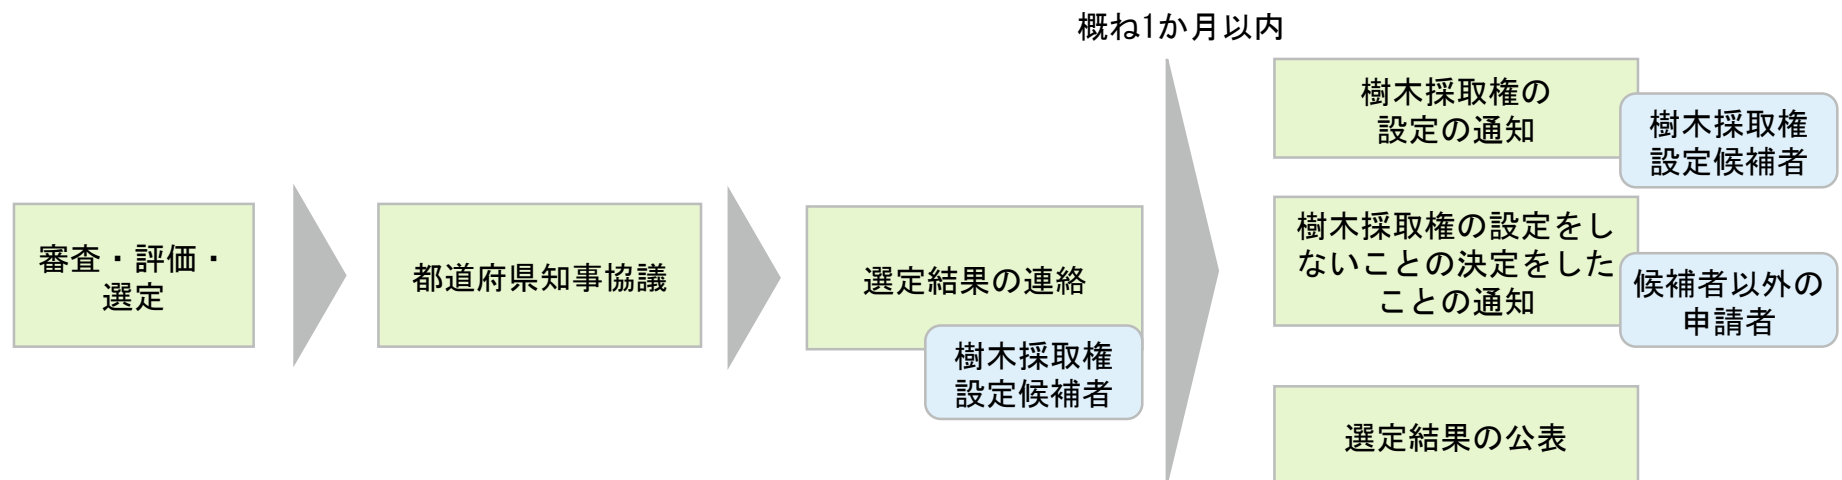 概ね1か月以内
審査・評価・
選定
都道府県知事協議
選定結果の連絡
樹木採取権
設定候補者
樹木採取権の
設定の通知
樹木採取権
設定候補者
樹木採取権の設定をし
ないことの決定をした
ことの通知
候補者以外の
申請者
選定結果の公表